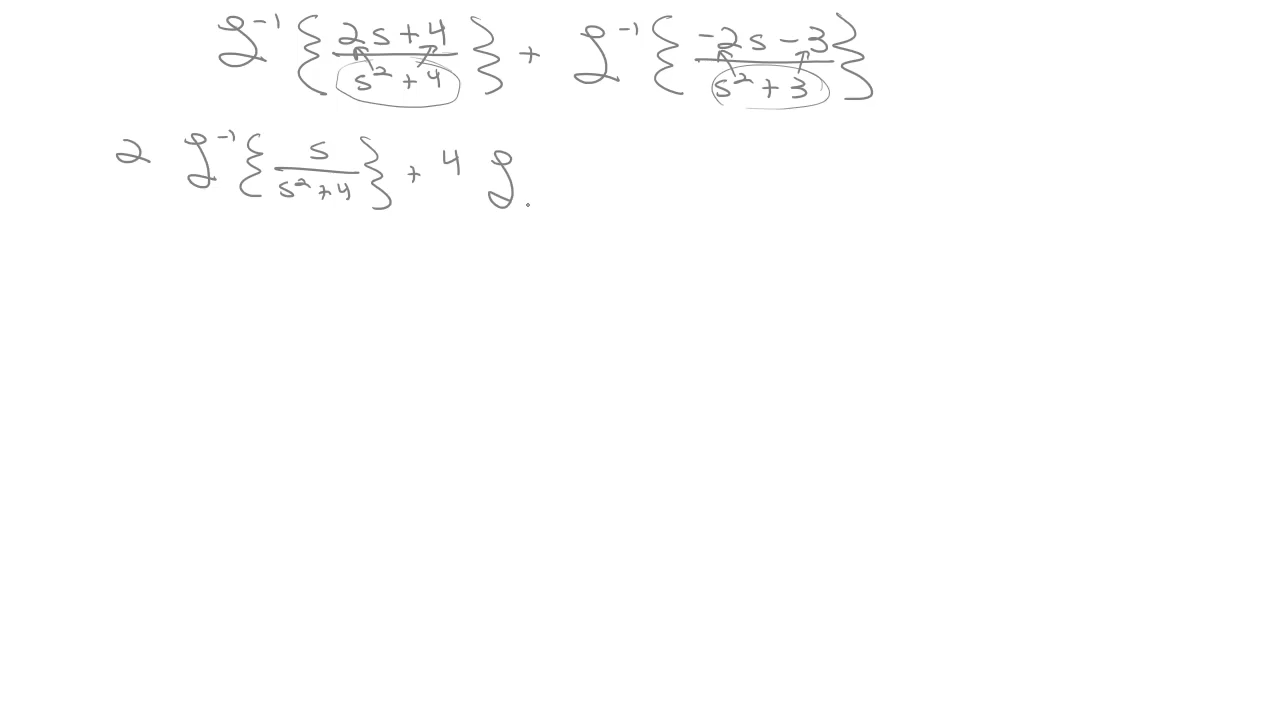 ℒ⁻¹ { (2s + 4) / (s² + 4) } + ℒ⁻¹ { (-2s - 3) / (s² + 3) }
2 ℒ⁻¹ { s / (s² + 4) } + 4 ℒ